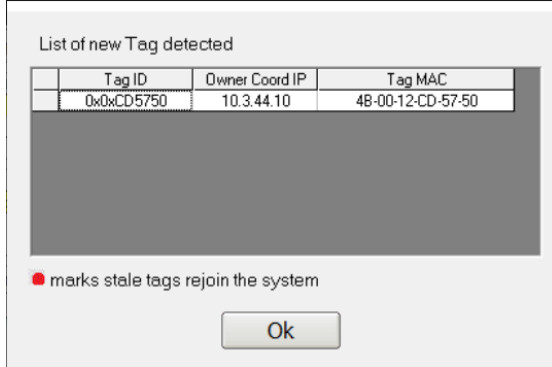 List of new Tag detected
Tag ID Owner Coord IP Tag MAC
0x0xCD5750 10.3.44.10 4B-00-12-CD-57-50
marks stale tags rejoin the system
Ok